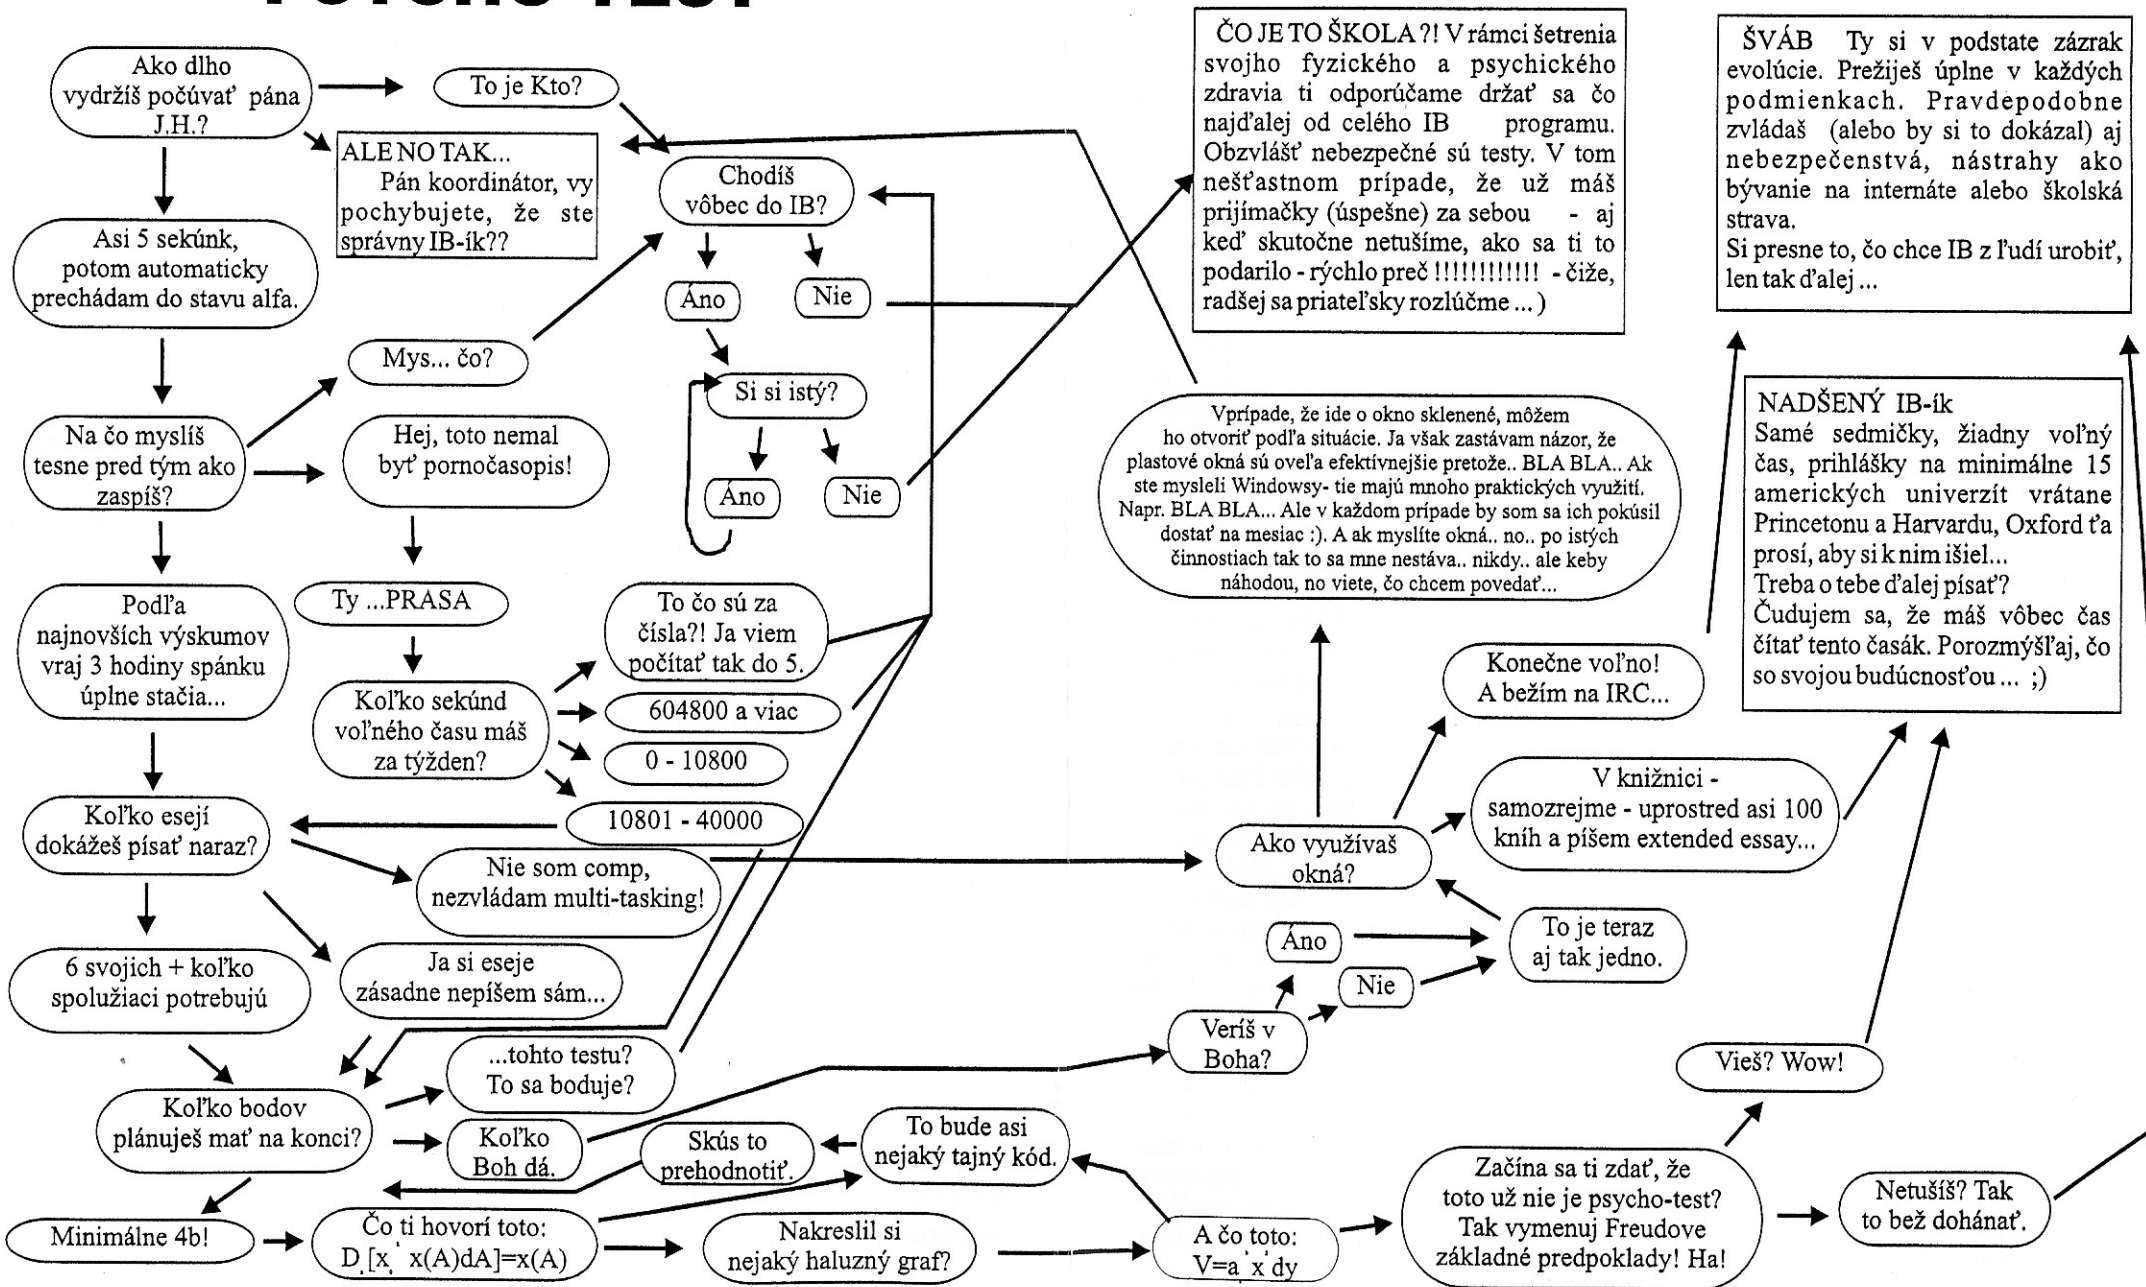 PSYCHO TEST
Ako dlho
vydržíš počúvať pána
J.H.?
To je Kto?
ALE NO TAK...
Pán koordinátor, vy
pochybujete, že ste
správny IB-ík??
Chodíš
vôbec do IB?
Áno
Nie
Asi 5 sekúnk,
potom automaticky
prechádam do stavu alfa.
Mys... čo?
Si si istý?
Áno
Nie
Na čo myslíš
tesne pred tým ako
zaspíš?
Hej, toto nemal
byť pornočasopis!
Ty ...PRASA
Podľa
najnovších výskumov
vraj 3 hodiny spánku
úplne stačia...
Koľko sekúnd
voľného času máš
za týžden?
To čo sú za
čísla?! Ja viem
počítať tak do 5.
604800 a viac
0 - 10800
10801 - 40000
Koľko esejí
dokážeš písať naraz?
Nie som comp,
nezvládam multi-tasking!
6 svojich + koľko
spolužiaci potrebujú
Ja si eseje
zásadne nepíšem sám...
Koľko bodov
plánuješ mať na konci?
...tohto testu?
To sa boduje?
Koľko
Boh dá.
Skús to
prehodnotiť.
To bude asi
nejaký tajný kód.
Minimálne 4b!
Čo ti hovorí toto:
D [x x(A)dA]=x(A)
Nakreslil si
nejaký haluzný graf?
A čo toto:
V=a x dy
ČO JE TO ŠKOLA ?! V rámci šetrenia
svojho fyzického a psychického
zdravia ti odporúčame držať sa čo
najďalej od celého IB programu.
Obzvlášť nebezpečné sú testy. V tom
nešťastnom prípade, že už máš
prijímačky (úspešne) za sebou - aj
keď skutočne netušíme, ako sa ti to
podarilo - rýchlo preč !!!!!!!!!!!! - čiže,
radšej sa priateľsky rozlúčme ... )
ŠVÁB Ty si v podstate zázrak
evolúcie. Prežiješ úplne v každých
podmienkach. Pravdepodobne
zvládaš (alebo by si to dokázal) aj
nebezpečenstvá, nástrahy ako
bývanie na internáte alebo školská
strava.
Si presne to, čo chce IB z ľudí urobiť,
len tak ďalej ...
Vprípade, že ide o okno sklenené, môžem
ho otvoriť podľa situácie. Ja však zastávam názor, že
plastové okná sú oveľa efektívnejšie pretože.. BLA BLA.. Ak
ste mysleli Windowsy- tie majú mnoho praktických využití.
Napr. BLA BLA... Ale v každom prípade by som sa ich pokúsil
dostať na mesiac :). A ak myslíte okná.. no.. po istých
činnostiach tak to sa mne nestáva.. nikdy.. ale keby
náhodou, no viete, čo chcem povedať...
NADŠENÝ IB-ík
Samé sedmičky, žiadny voľný
čas, prihlášky na minimálne 15
amerických univerzít vrátane
Princetonu a Harvardu, Oxford ťa
prosí, aby si k nim išiel...
Treba o tebe ďalej písať?
Čudujem sa, že máš vôbec čas
čítať tento časák. Porozmýšľaj, čo
so svojou budúcnosťou ... ;)
Konečne voľno!
A bežím na IRC...
V knižnici -
samozrejme - uprostred asi 100
kníh a píšem extended essay...
Ako využívaš
okná?
Áno
Nie
To je teraz
aj tak jedno.
Veríš v
Boha?
Vieš? Wow!
Začína sa ti zdať, že
toto už nie je psycho-test?
Tak vymenuj Freudove
základné predpoklady! Ha!
Netušíš? Tak
to bež dohánať.